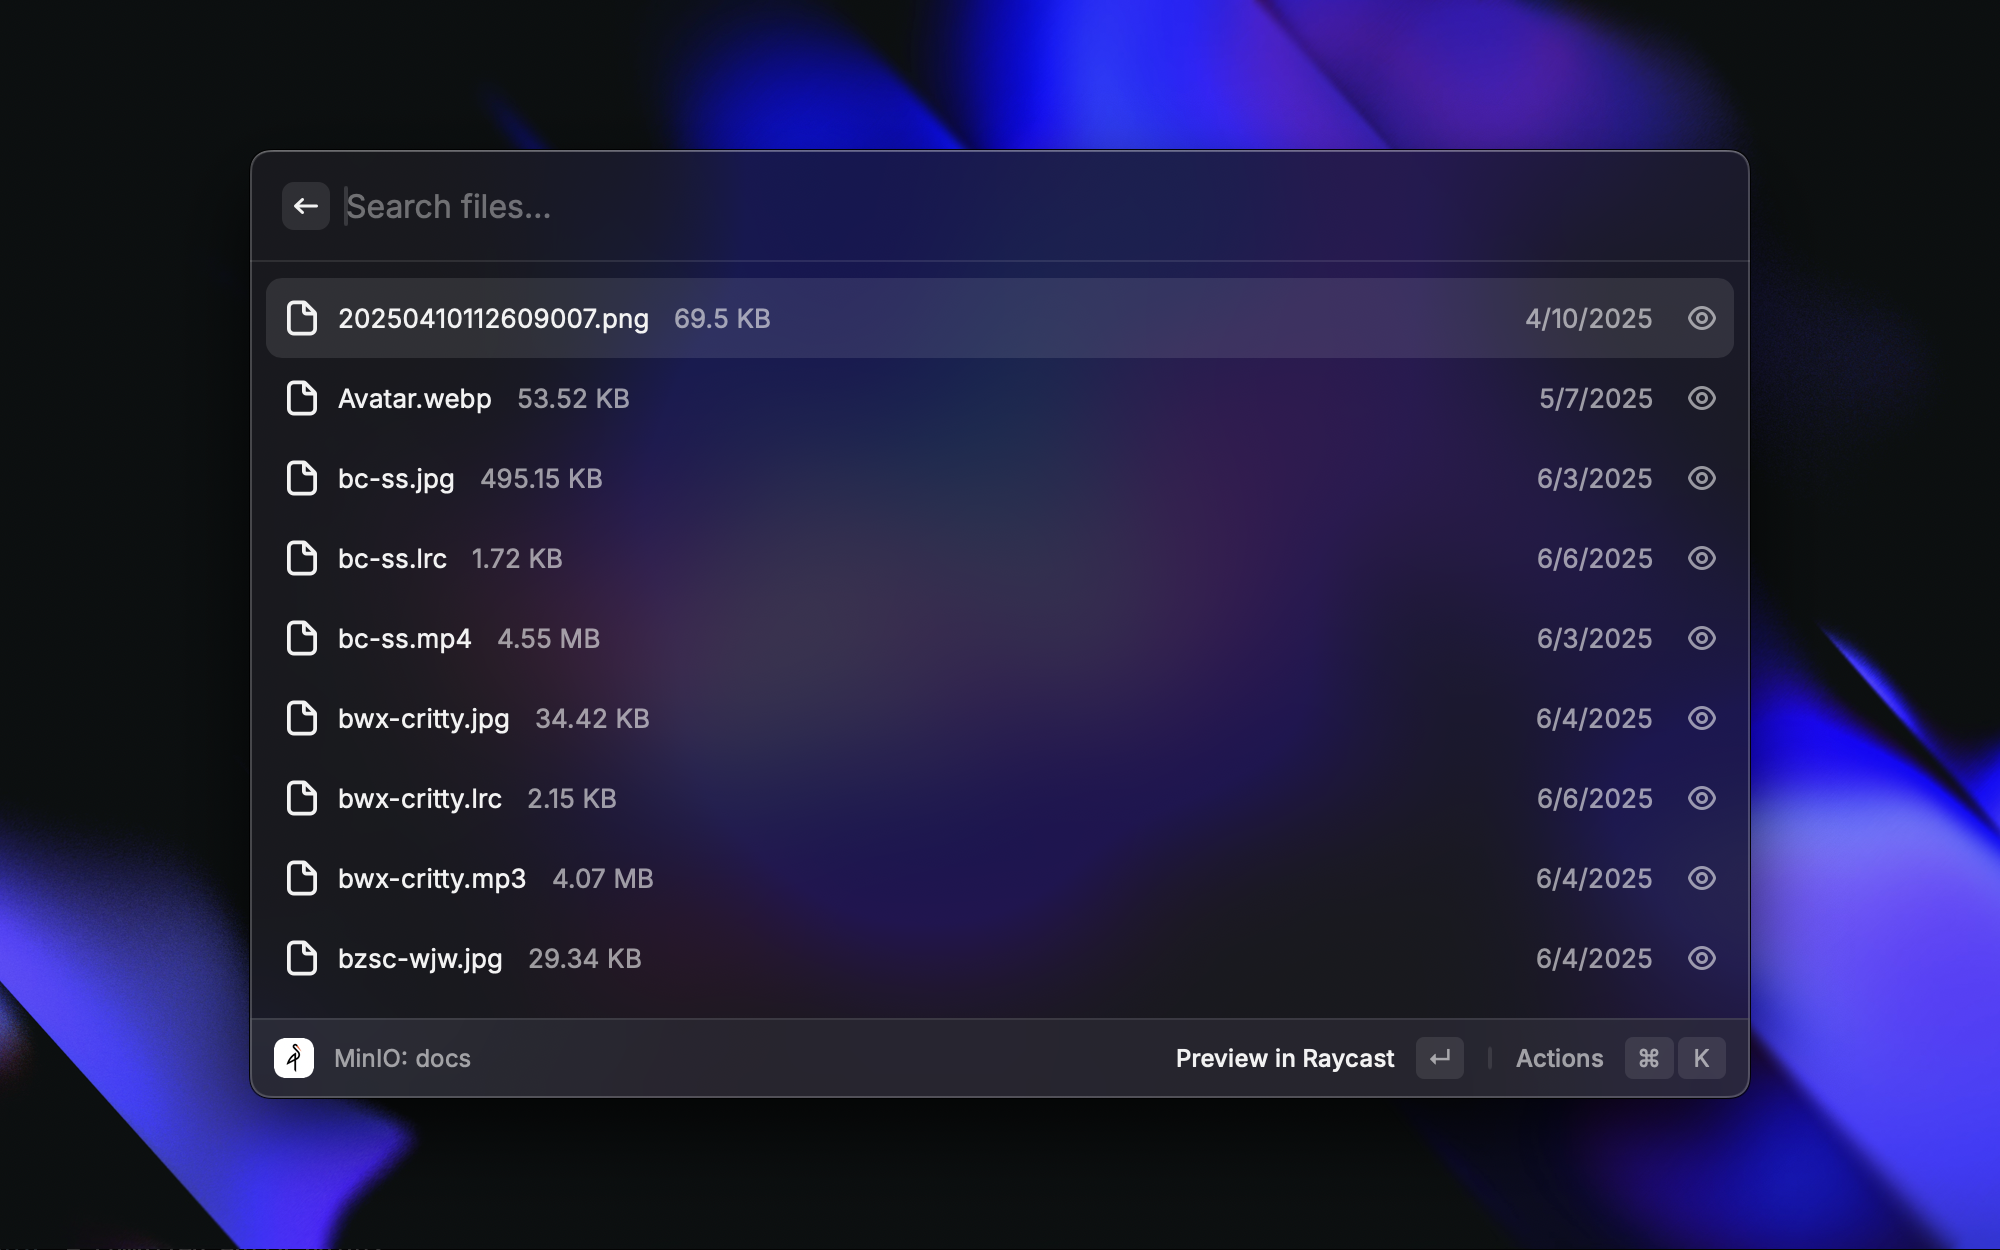 Search files...
20250410112609007.png 69.5 KB 4/10/2025
Avatar.webp 53.52 KB 5/7/2025
bc-ss.jpg 495.15 KB 6/3/2025
bc-ss.lrc 1.72 KB 6/6/2025
bc-ss.mp4 4.55 MB 6/3/2025
bwx-critty.jpg 34.42 KB 6/4/2025
bwx-critty.lrc 2.15 KB 6/6/2025
bwx-critty.mp3 4.07 MB 6/4/2025
bzsc-wjw.jpg 29.34 KB 6/4/2025
MinIO: docs Preview in Raycast ↵ Actions ⌘ K